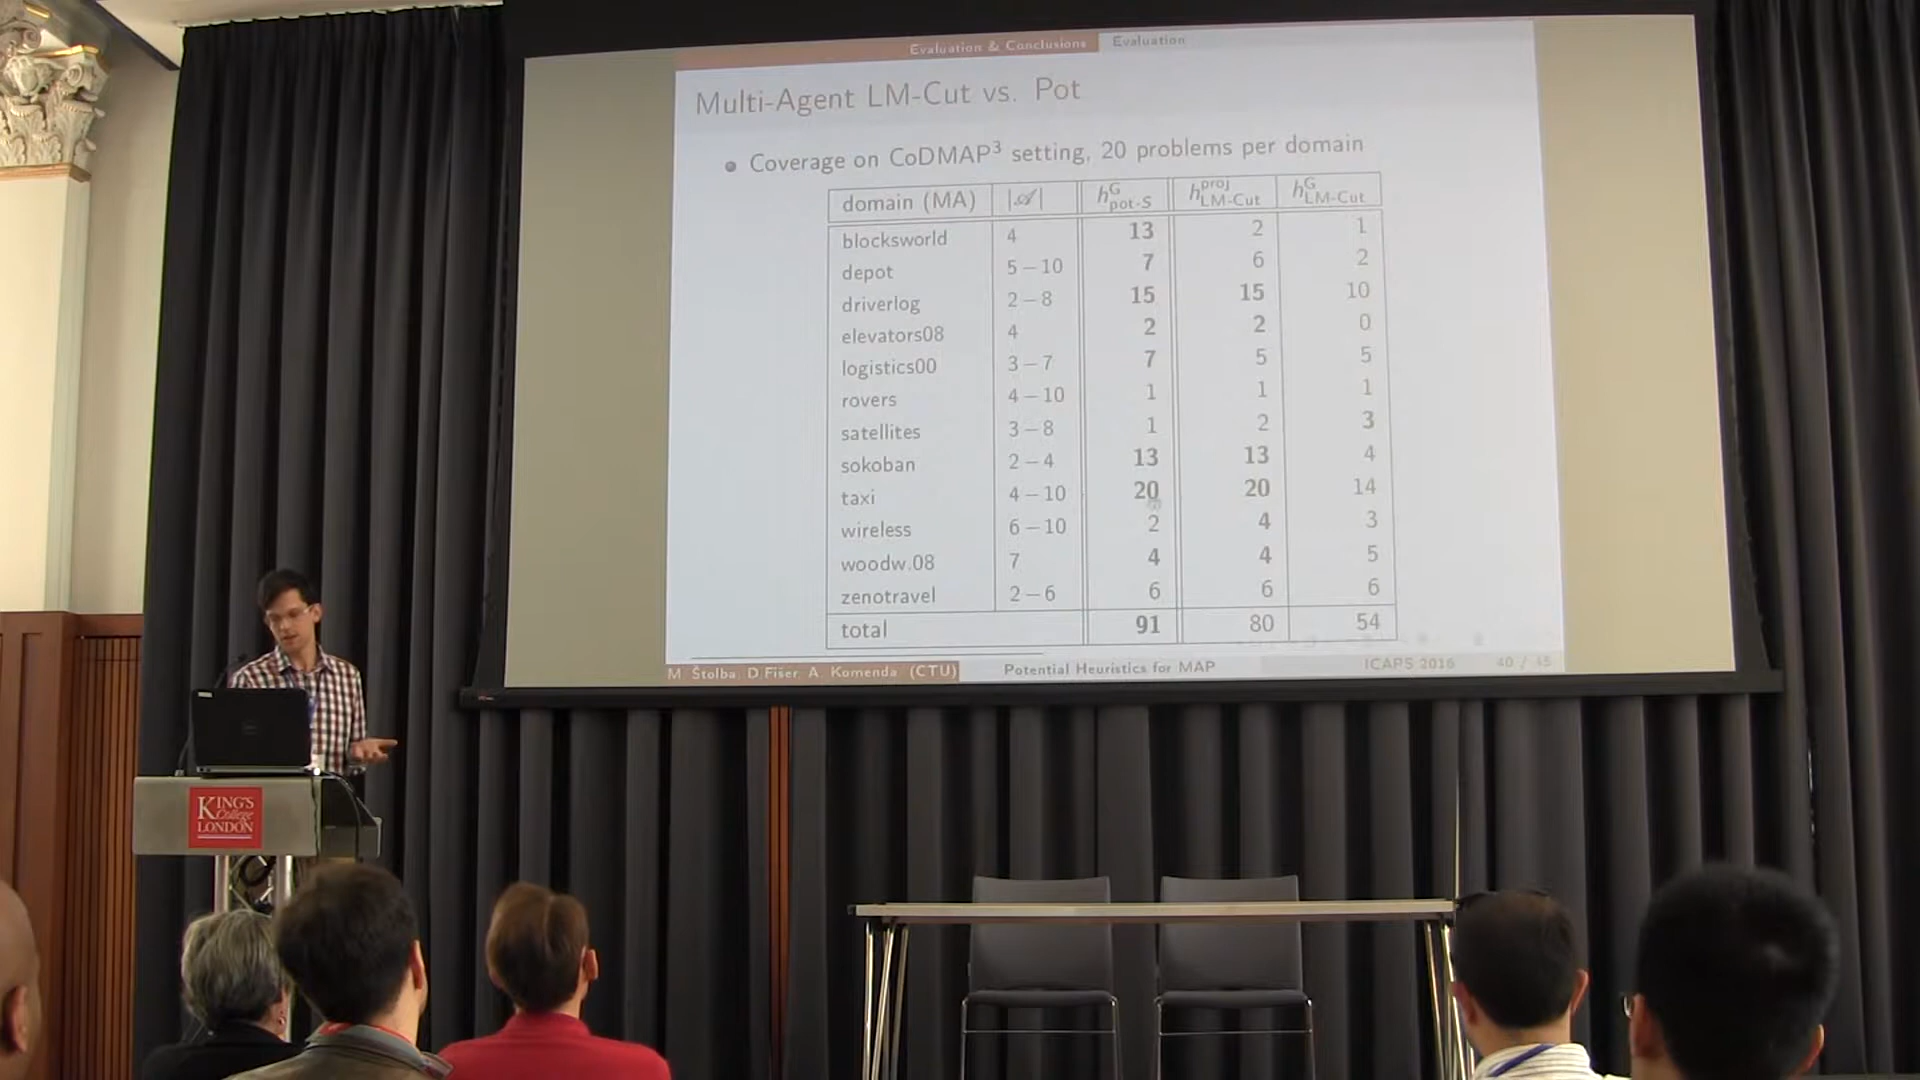 Evaluation & Conclusions Evaluation
Multi-Agent LM-Cut vs. Pot
Coverage on CoDMAP³ setting, 20 problems per domain
domain (MA) |𝒜| h^G_pot-S h^proj_LM-Cut h^G_LM-Cut
blocksworld 4 13 2 1
depot 5 – 10 7 6 2
driverlog 2 – 8 15 15 10
elevators08 4 2 2 0
logistics00 3 – 7 7 5 5
rovers 4 – 10 1 1 1
satellites 3 – 8 1 2 3
sokoban 2 – 4 13 13 4
taxi 4 – 10 20 20 14
wireless 6 – 10 2 4 3
woodw.08 7 4 4 5
zenotravel 2 – 6 6 6 6
total 91 80 54
M. Štolba, D.Fišer, A. Komenda (CTU) Potential Heuristics for MAP ICAPS 2016 40 / 45
KING'S
College
LONDON